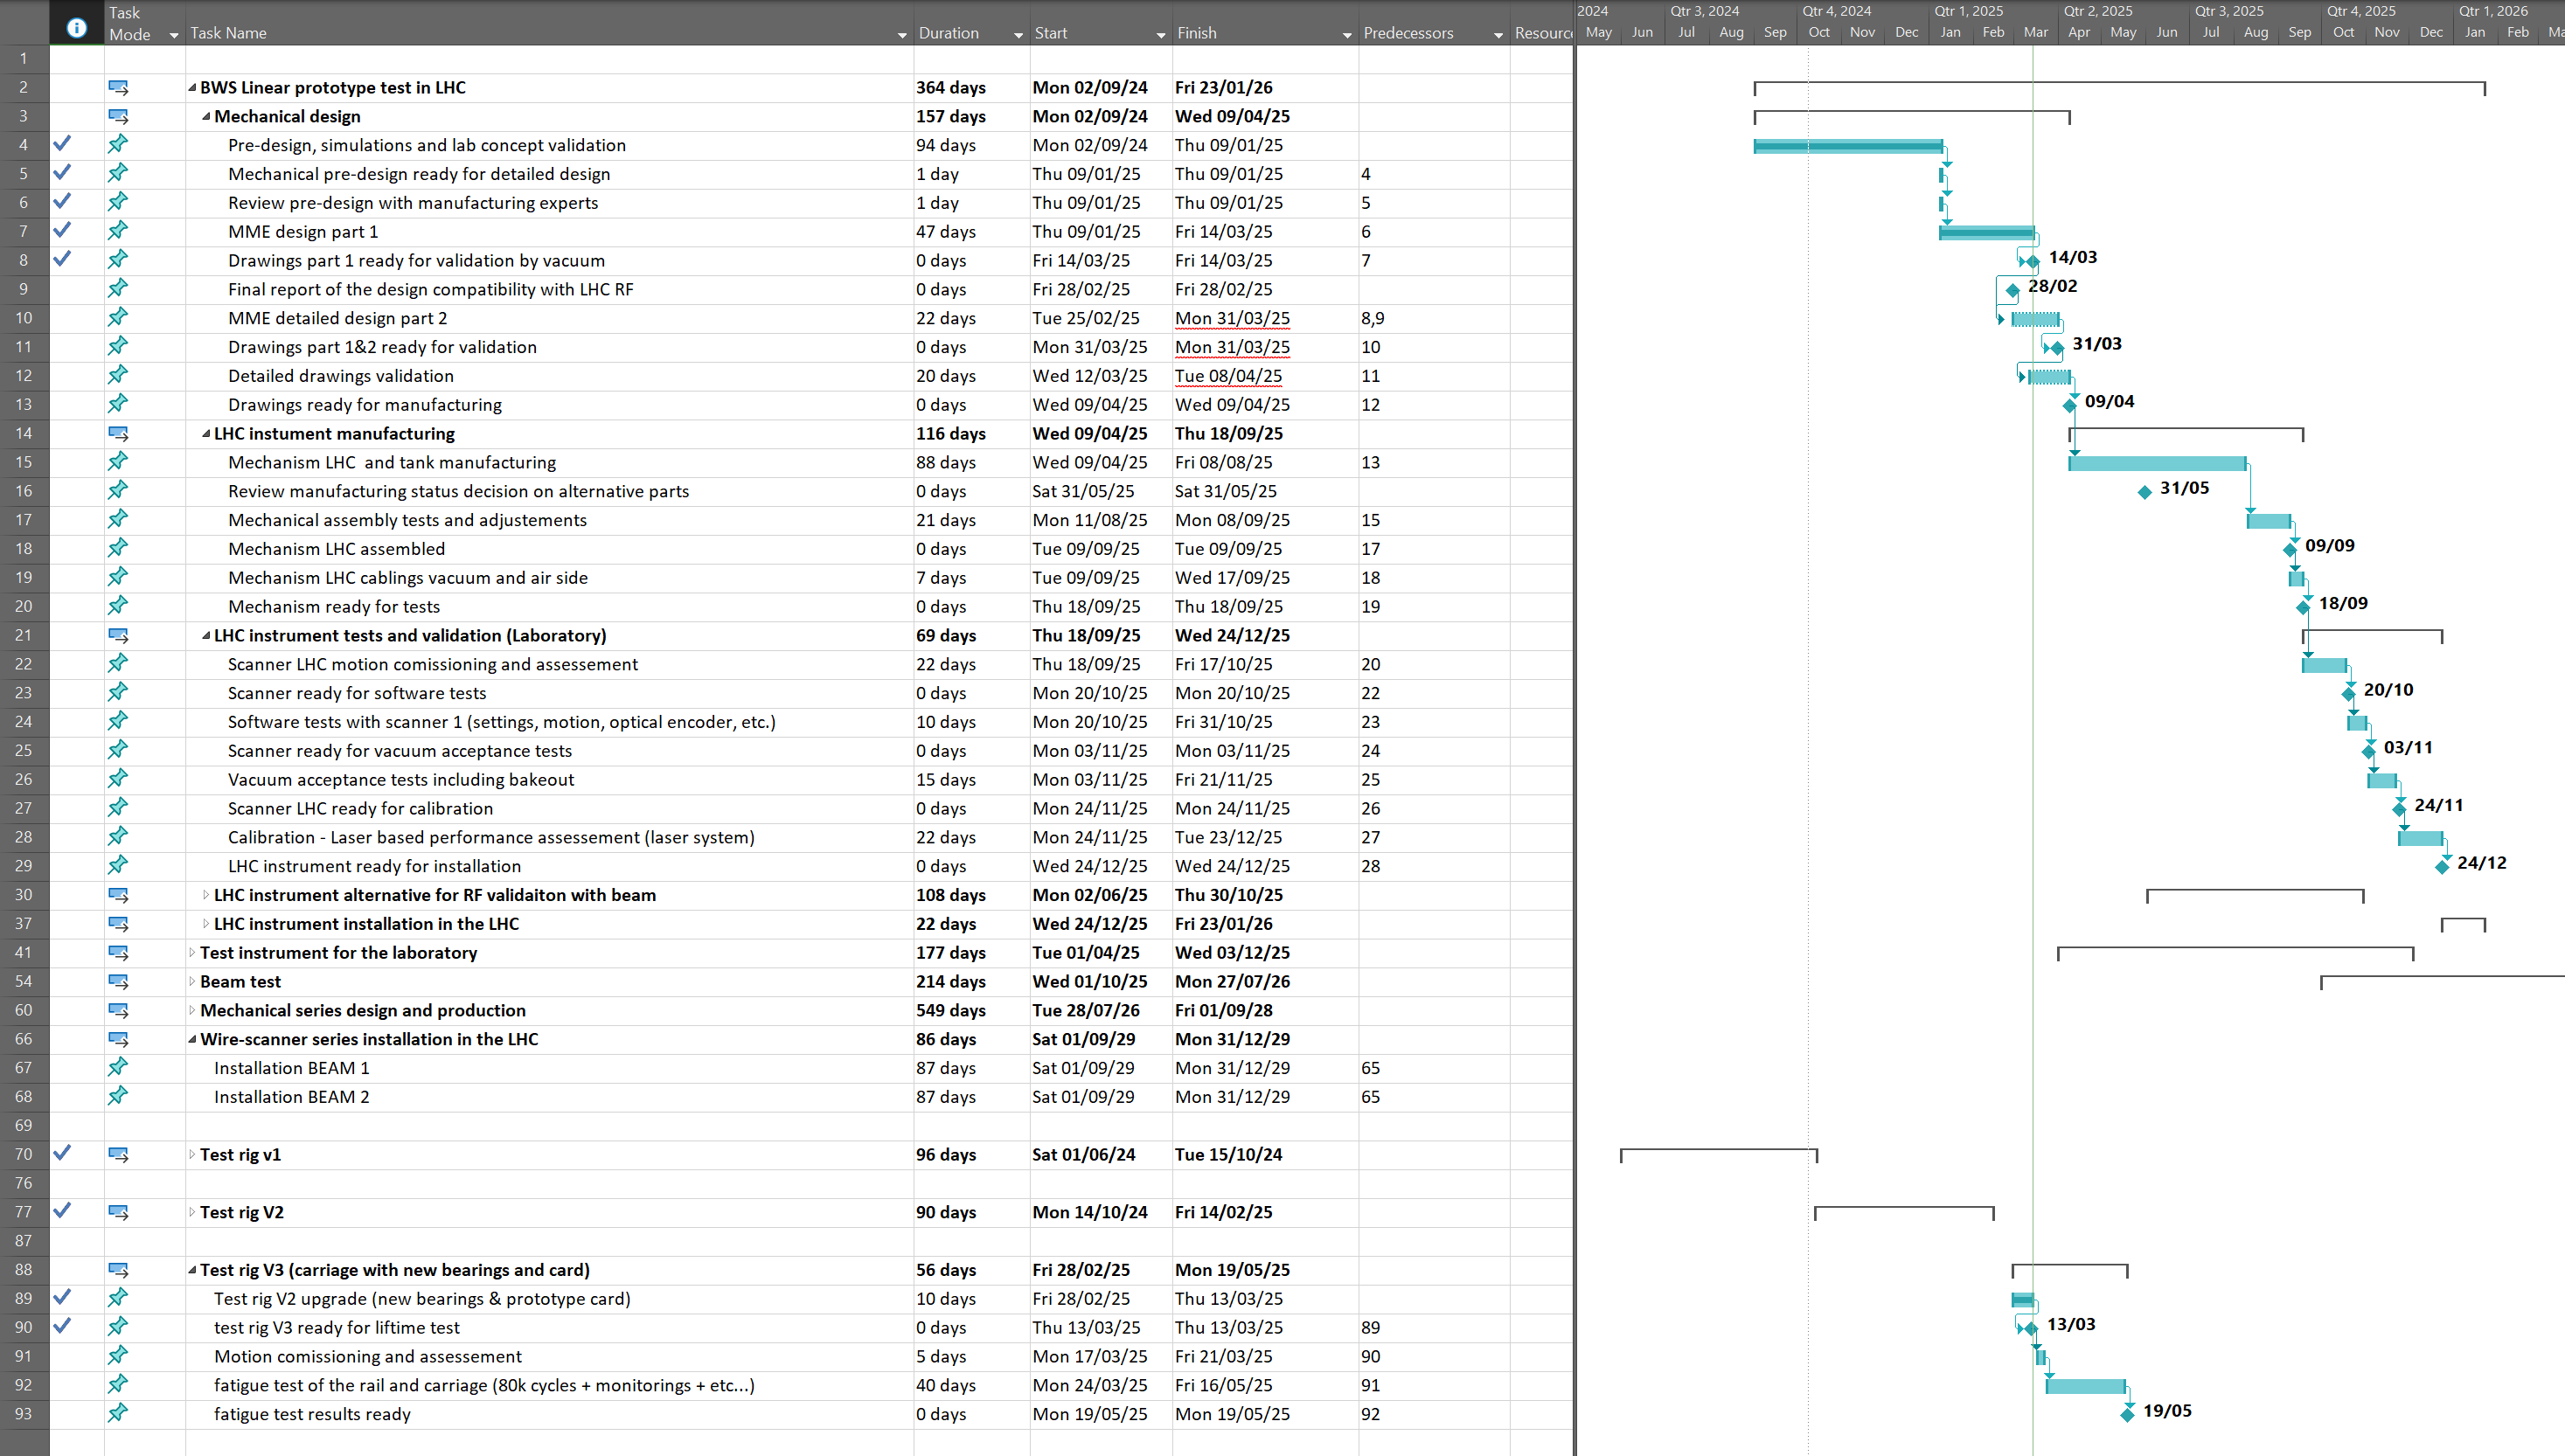 Task
Mode Task Name Duration Start Finish Predecessors Resourc
2024 Qtr 3, 2024 Qtr 4, 2024 Qtr 1, 2025 Qtr 2, 2025 Qtr 3, 2025 Qtr 4, 2025 Qtr 1, 2026
May Jun Jul Aug Sep Oct Nov Dec Jan Feb Mar Apr May Jun Jul Aug Sep Oct Nov Dec Jan Feb Ma
1
2 BWS Linear prototype test in LHC 364 days Mon 02/09/24 Fri 23/01/26
3 Mechanical design 157 days Mon 02/09/24 Wed 09/04/25
4 Pre-design, simulations and lab concept validation 94 days Mon 02/09/24 Thu 09/01/25
5 Mechanical pre-design ready for detailed design 1 day Thu 09/01/25 Thu 09/01/25 4
6 Review pre-design with manufacturing experts 1 day Thu 09/01/25 Thu 09/01/25 5
7 MME design part 1 47 days Thu 09/01/25 Fri 14/03/25 6
8 Drawings part 1 ready for validation by vacuum 0 days Fri 14/03/25 Fri 14/03/25 7 14/03
9 Final report of the design compatibility with LHC RF 0 days Fri 28/02/25 Fri 28/02/25 28/02
10 MME detailed design part 2 22 days Tue 25/02/25 Mon 31/03/25 8,9
11 Drawings part 1&2 ready for validation 0 days Mon 31/03/25 Mon 31/03/25 10 31/03
12 Detailed drawings validation 20 days Wed 12/03/25 Tue 08/04/25 11
13 Drawings ready for manufacturing 0 days Wed 09/04/25 Wed 09/04/25 12 09/04
14 LHC instument manufacturing 116 days Wed 09/04/25 Thu 18/09/25
15 Mechanism LHC and tank manufacturing 88 days Wed 09/04/25 Fri 08/08/25 13
16 Review manufacturing status decision on alternative parts 0 days Sat 31/05/25 Sat 31/05/25 31/05
17 Mechanical assembly tests and adjustements 21 days Mon 11/08/25 Mon 08/09/25 15
18 Mechanism LHC assembled 0 days Tue 09/09/25 Tue 09/09/25 17 09/09
19 Mechanism LHC cablings vacuum and air side 7 days Tue 09/09/25 Wed 17/09/25 18
20 Mechanism ready for tests 0 days Thu 18/09/25 Thu 18/09/25 19 18/09
21 LHC instrument tests and validation (Laboratory) 69 days Thu 18/09/25 Wed 24/12/25
22 Scanner LHC motion comissioning and assessement 22 days Thu 18/09/25 Fri 17/10/25 20
23 Scanner ready for software tests 0 days Mon 20/10/25 Mon 20/10/25 22 20/10
24 Software tests with scanner 1 (settings, motion, optical encoder, etc.) 10 days Mon 20/10/25 Fri 31/10/25 23
25 Scanner ready for vacuum acceptance tests 0 days Mon 03/11/25 Mon 03/11/25 24 03/11
26 Vacuum acceptance tests including bakeout 15 days Mon 03/11/25 Fri 21/11/25 25
27 Scanner LHC ready for calibration 0 days Mon 24/11/25 Mon 24/11/25 26 24/11
28 Calibration - Laser based performance assessement (laser system) 22 days Mon 24/11/25 Tue 23/12/25 27
29 LHC instrument ready for installation 0 days Wed 24/12/25 Wed 24/12/25 28 24/12
30 LHC instrument alternative for RF validaiton with beam 108 days Mon 02/06/25 Thu 30/10/25
37 LHC instrument installation in the LHC 22 days Wed 24/12/25 Fri 23/01/26
41 Test instrument for the laboratory 177 days Tue 01/04/25 Wed 03/12/25
54 Beam test 214 days Wed 01/10/25 Mon 27/07/26
60 Mechanical series design and production 549 days Tue 28/07/26 Fri 01/09/28
66 Wire-scanner series installation in the LHC 86 days Sat 01/09/29 Mon 31/12/29
67 Installation BEAM 1 87 days Sat 01/09/29 Mon 31/12/29 65
68 Installation BEAM 2 87 days Sat 01/09/29 Mon 31/12/29 65
69
70 Test rig v1 96 days Sat 01/06/24 Tue 15/10/24
76
77 Test rig V2 90 days Mon 14/10/24 Fri 14/02/25
87
88 Test rig V3 (carriage with new bearings and card) 56 days Fri 28/02/25 Mon 19/05/25
89 Test rig V2 upgrade (new bearings & prototype card) 10 days Fri 28/02/25 Thu 13/03/25
90 test rig V3 ready for liftime test 0 days Thu 13/03/25 Thu 13/03/25 89 13/03
91 Motion comissioning and assessement 5 days Mon 17/03/25 Fri 21/03/25 90
92 fatigue test of the rail and carriage (80k cycles + monitorings + etc...) 40 days Mon 24/03/25 Fri 16/05/25 91
93 fatigue test results ready 0 days Mon 19/05/25 Mon 19/05/25 92 19/05